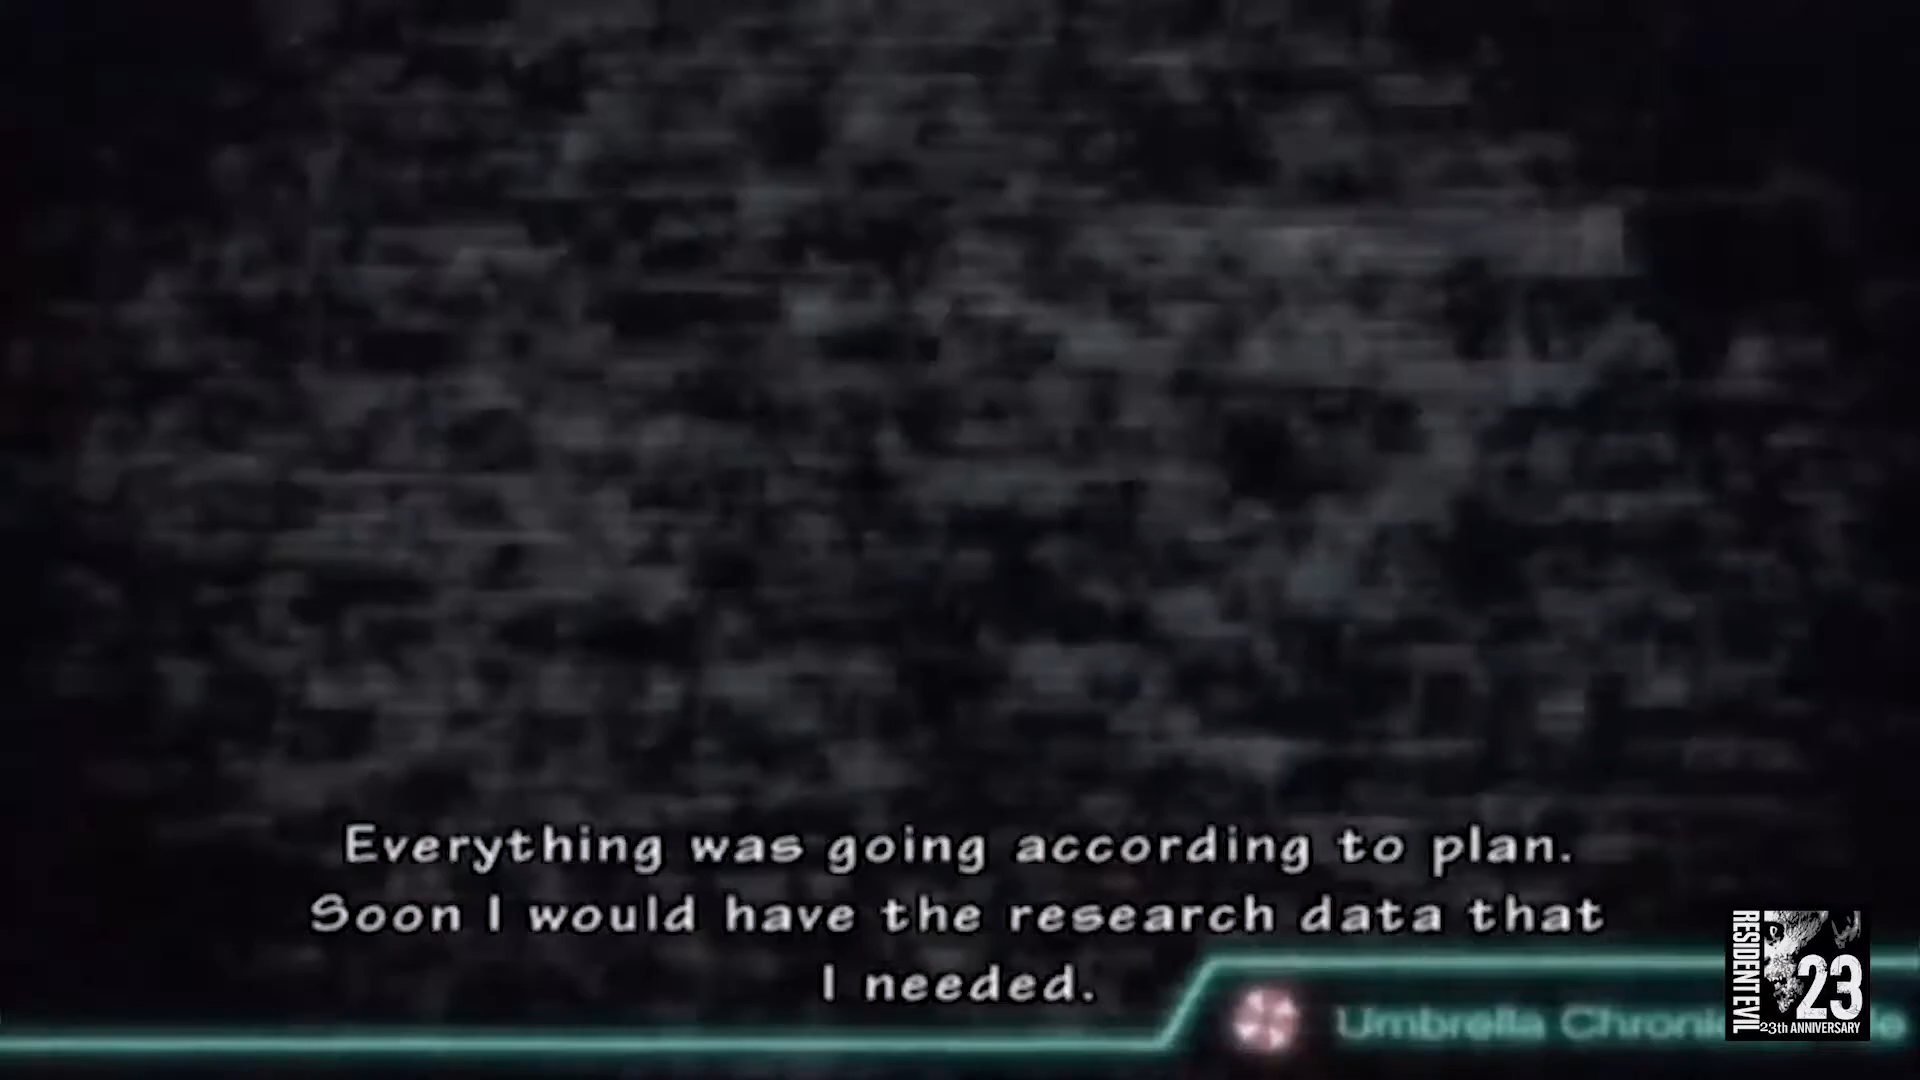 Everything was going according to plan.
Soon I would have the research data that
I needed.
Umbrella
RESIDENT EVIL
23
23th ANNIVERSARY